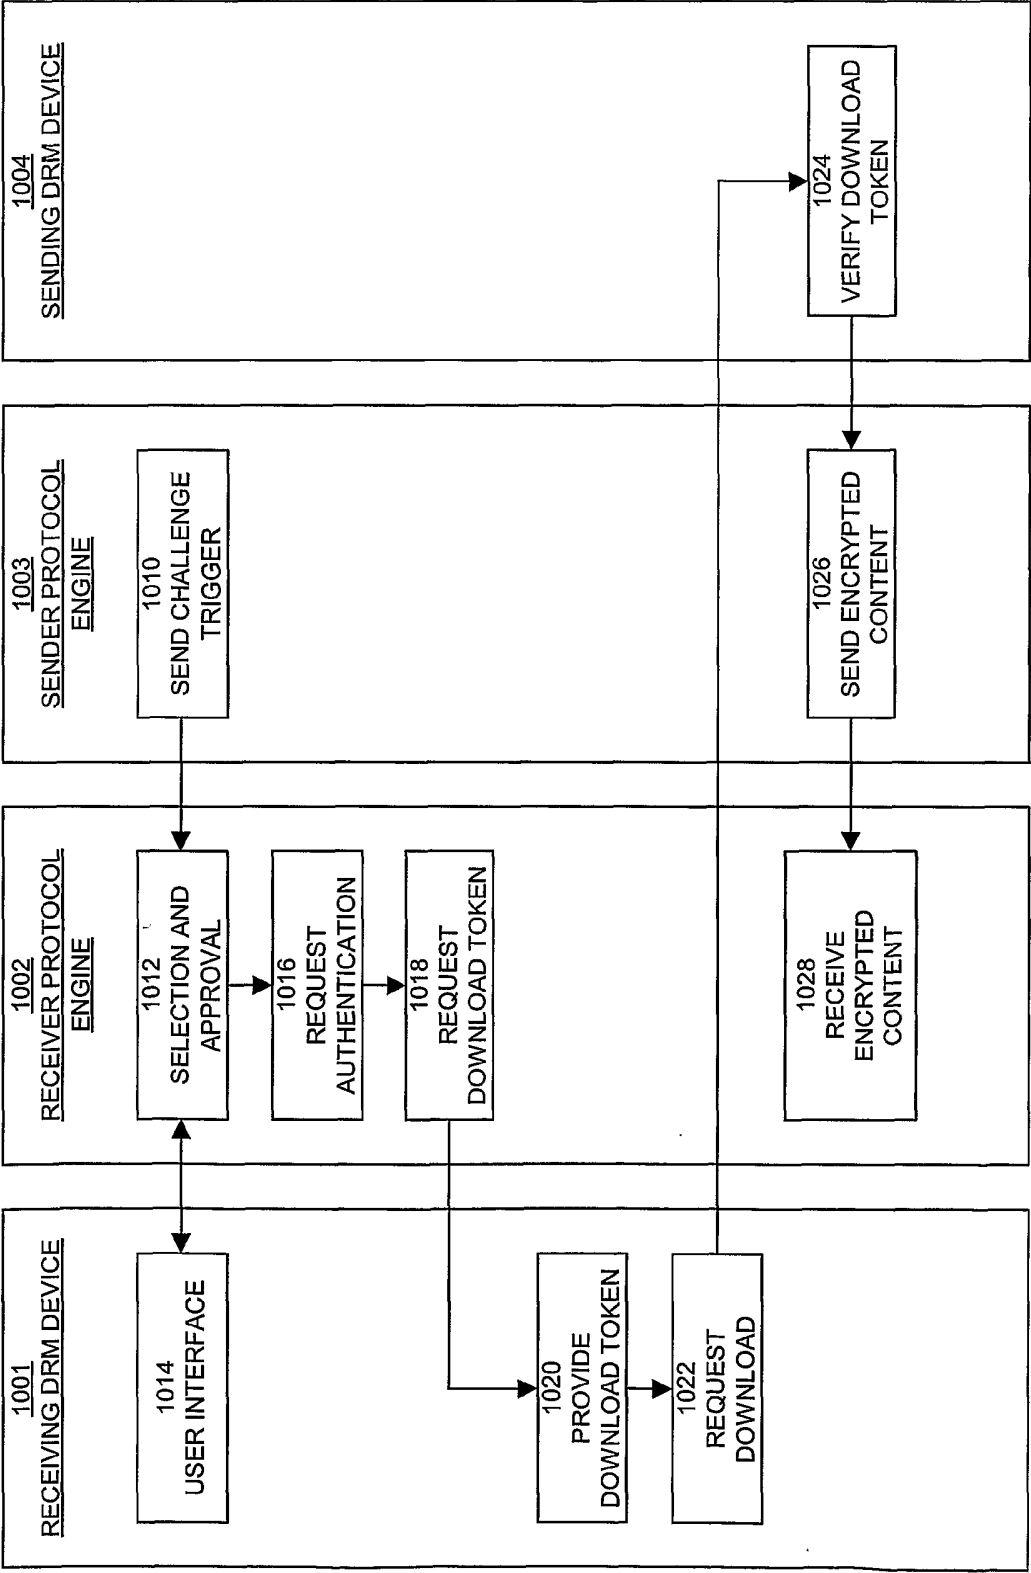 1001
RECEIVING DRM DEVICE
1014
USER INTERFACE
1020
PROVIDE
DOWNLOAD TOKEN
1022
REQUEST
DOWNLOAD
1002
RECEIVER PROTOCOL
ENGINE
1012
SELECTION AND
APPROVAL
1016
REQUEST
AUTHENTICATION
1018
REQUEST
DOWNLOAD TOKEN
1028
RECEIVE
ENCRYPTED
CONTENT
1003
SENDER PROTOCOL
ENGINE
1010
SEND CHALLENGE
TRIGGER
1026
SEND ENCRYPTED
CONTENT
1004
SENDING DRM DEVICE
1024
VERIFY DOWNLOAD
TOKEN